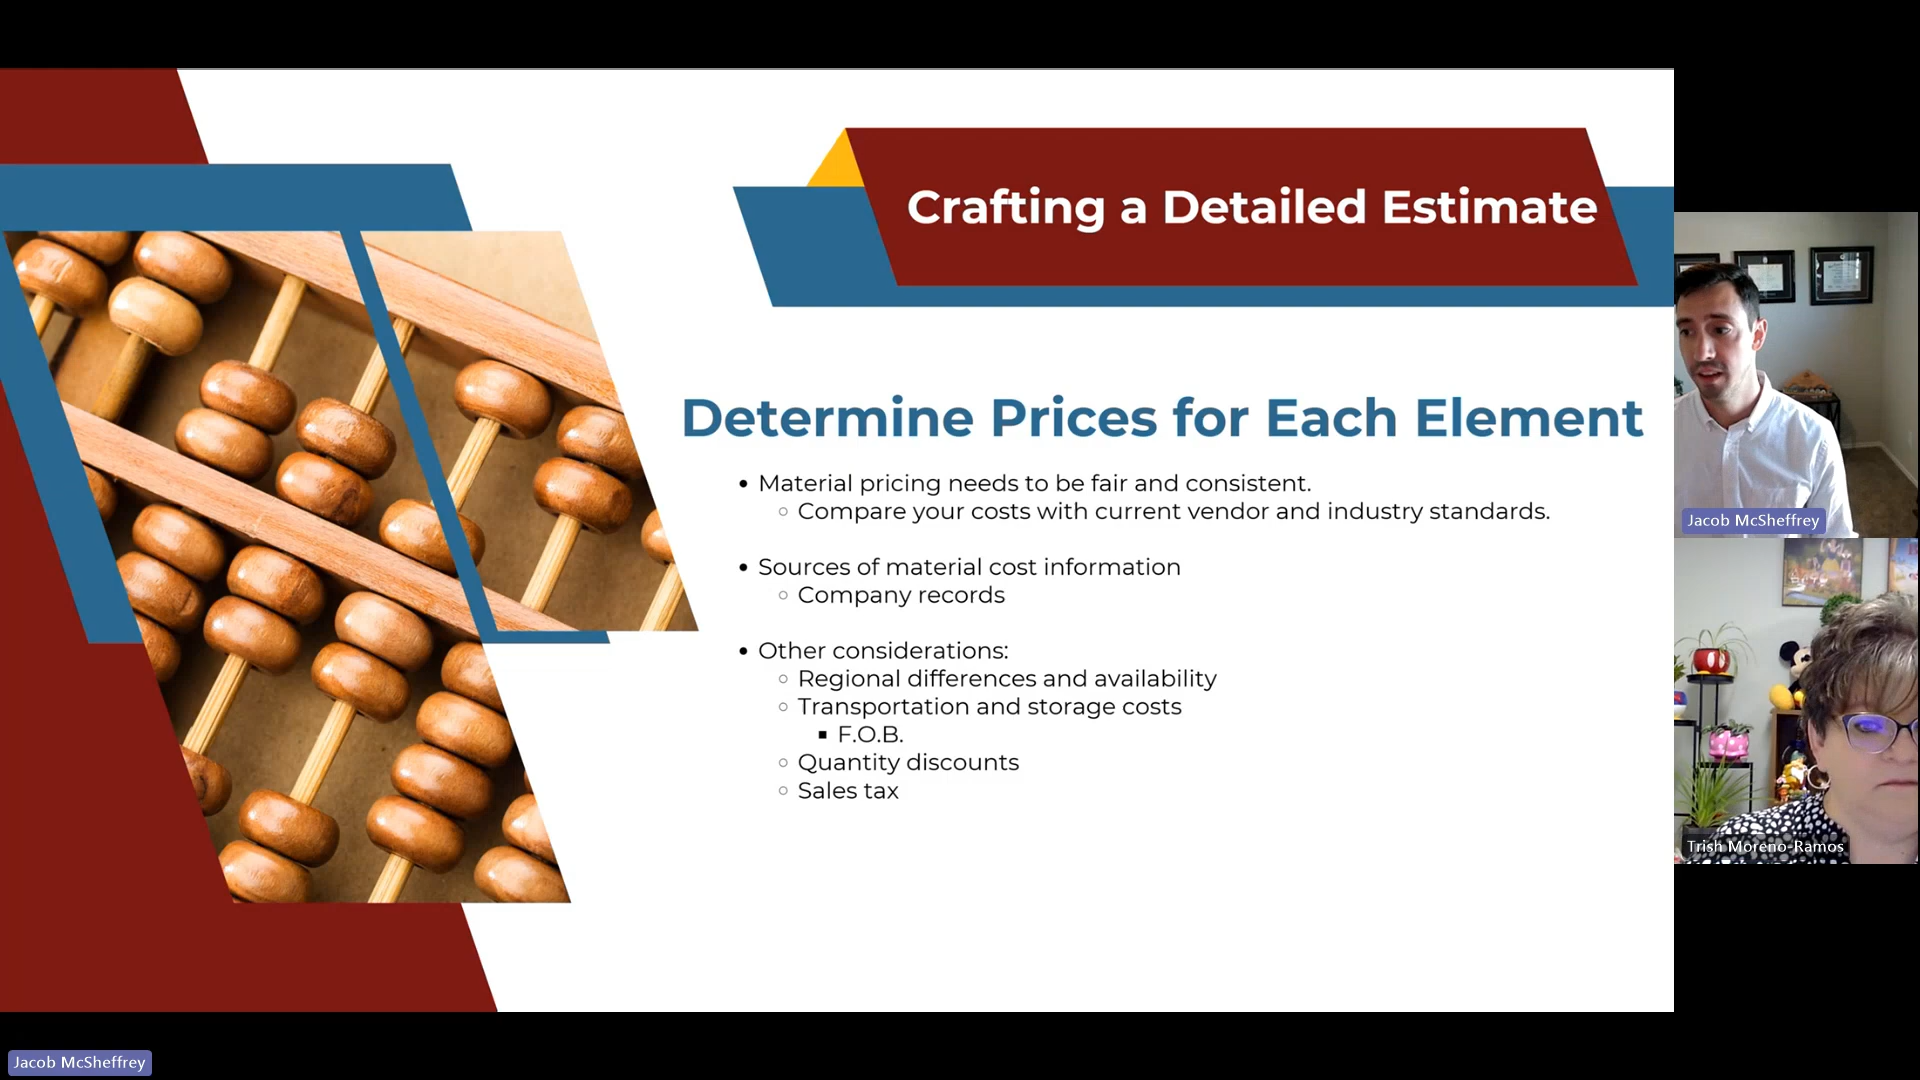 Crafting a Detailed Estimate
Determine Prices for Each Element
• Material pricing needs to be fair and consistent.
○ Compare your costs with current vendor and industry standards.
• Sources of material cost information
○ Company records
• Other considerations:
○ Regional differences and availability
○ Transportation and storage costs
▪ F.O.B.
○ Quantity discounts
○ Sales tax
Jacob McSheffrey
Trish Moreno-Ramos
Jacob McSheffrey